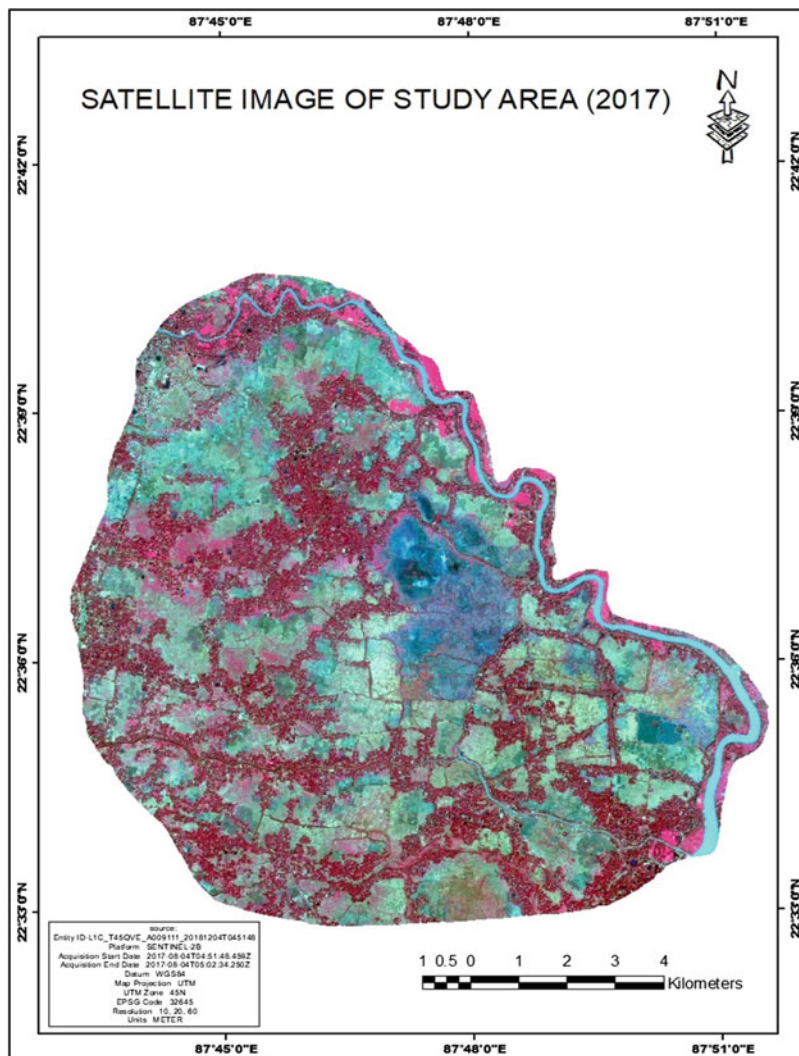 87°45'0"E 87°48'0"E 87°51'0"E
SATELLITE IMAGE OF STUDY AREA (2017)
N
22°42'0"N 22°42'0"N
22°39'0"N 22°39'0"N
22°36'0"N 22°36'0"N
22°33'0"N 22°33'0"N
source:
Entity ID-L1C_T45QVE_A009111_20181204T045148
Platform SENTINEL-2B
Acquisition Start Date 2017-08-04T04:51:48.459Z
Acquisition End Date 2017-08-04T05:02:34.250Z
Datum WGS84
Map Projection UTM
UTM Zone 45N
EPSG Code 32645
Resolution 10, 20, 60
Units METER
1 0.5 0 1 2 3 4
Kilometers
87°45'0"E 87°48'0"E 87°51'0"E